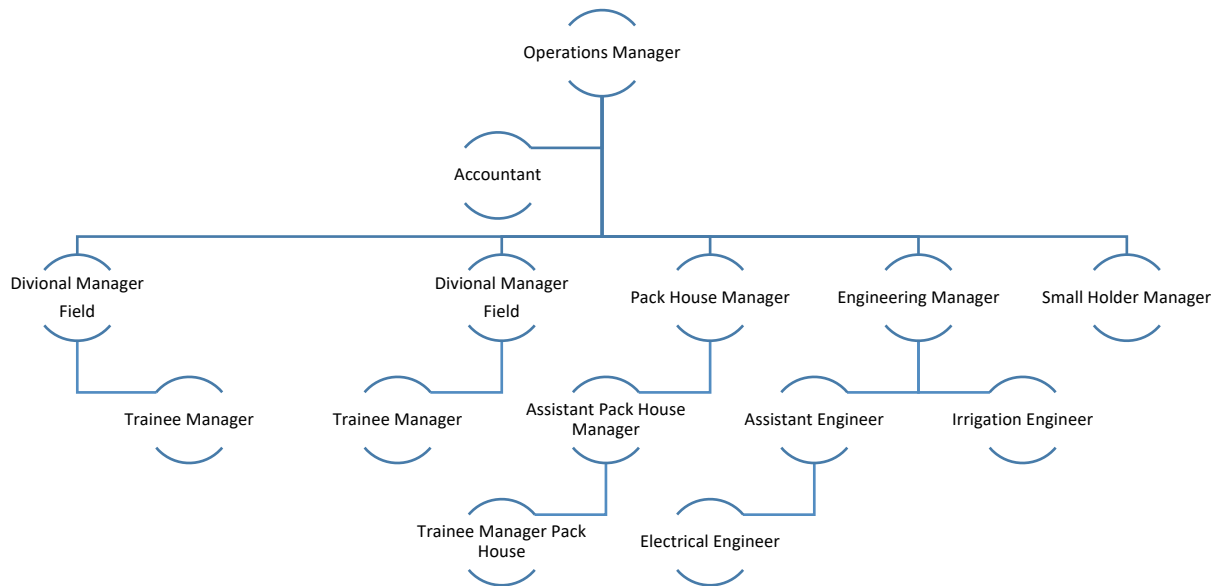 Operations Manager
Accountant
Divional Manager
Field
Divional Manager
Field
Pack House Manager
Engineering Manager
Small Holder Manager
Trainee Manager
Trainee Manager
Assistant Pack House
Manager
Assistant Engineer
Irrigation Engineer
Trainee Manager Pack
House
Electrical Engineer